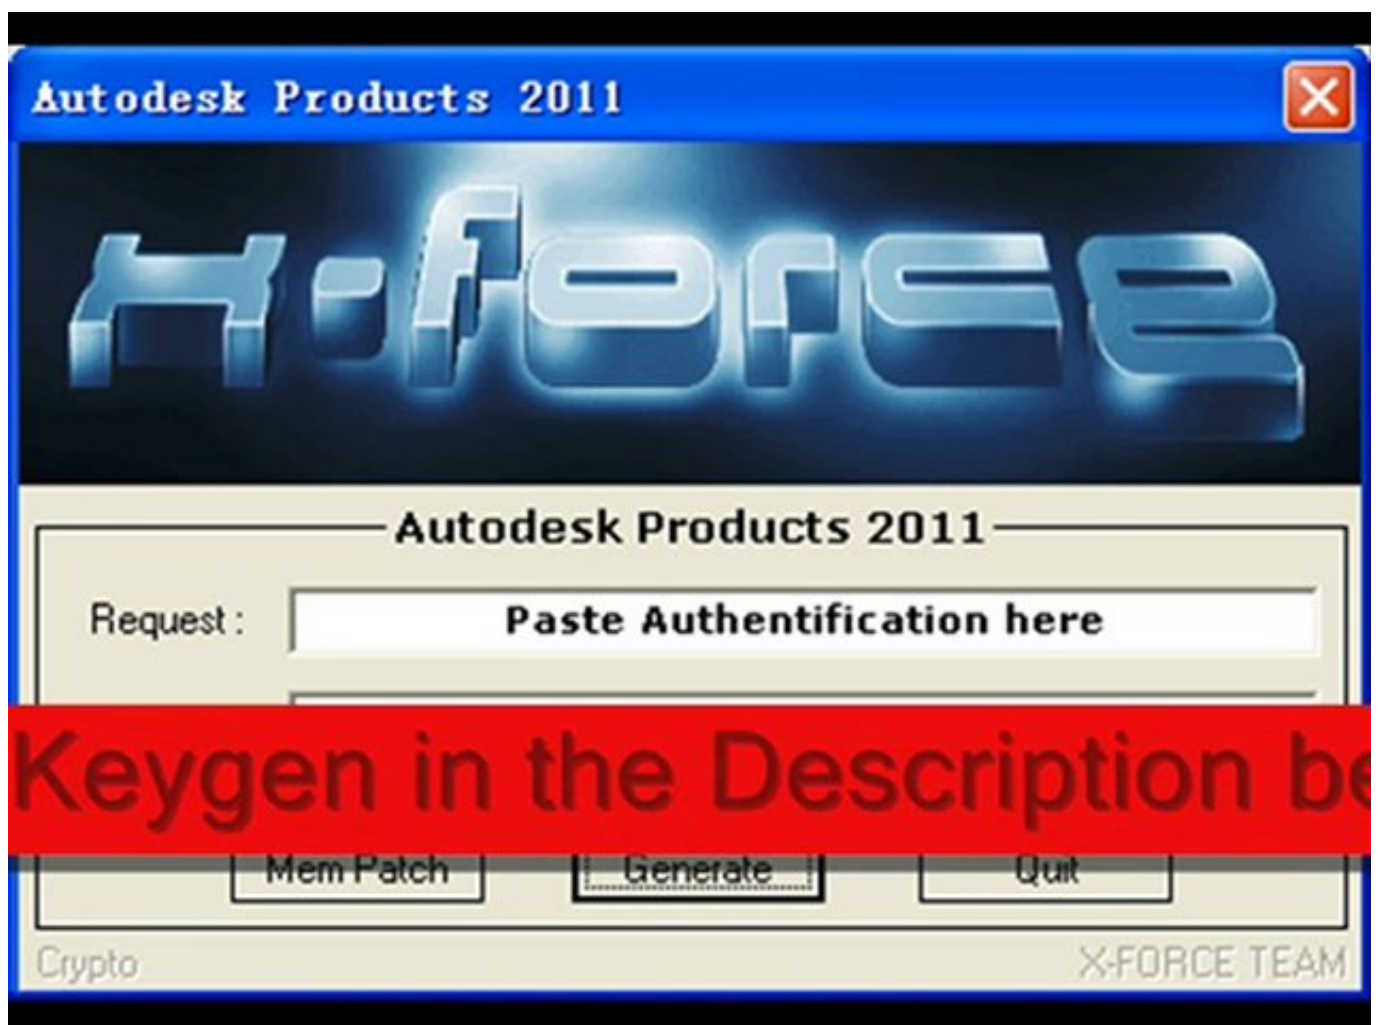 Autodesk Products 2011
X-force
Autodesk Products 2011
Request :
Paste Authentification here
Keygen in the Description be
Mem Patch
Generate
Quit
Crypto
X-FORCE TEAM